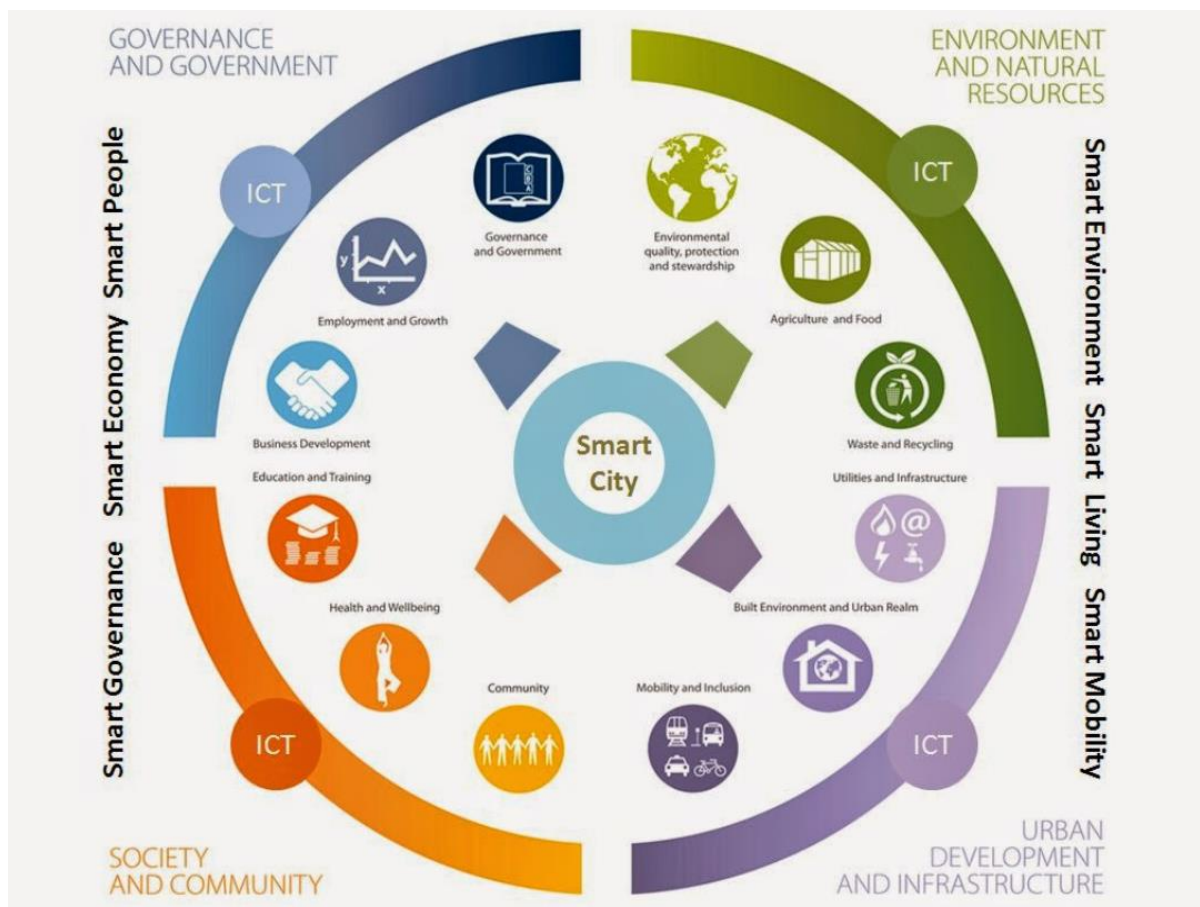 GOVERNANCE
AND GOVERNMENT
ENVIRONMENT
AND NATURAL
RESOURCES
Smart Governance Smart Economy Smart People
Smart Environment Smart Living Smart Mobility
ICT
ICT
Governance
and Government
Environmental
quality, protection
and stewardship
y
x
Employment and Growth
Agriculture and Food
Business Development
Waste and Recycling
Smart
City
Education and Training
Utilities and Infrastructure
@
Health and Wellbeing
Built Environment and Urban Realm
Community
Mobility and Inclusion
ICT
ICT
SOCIETY
AND COMMUNITY
URBAN
DEVELOPMENT
AND INFRASTRUCTURE